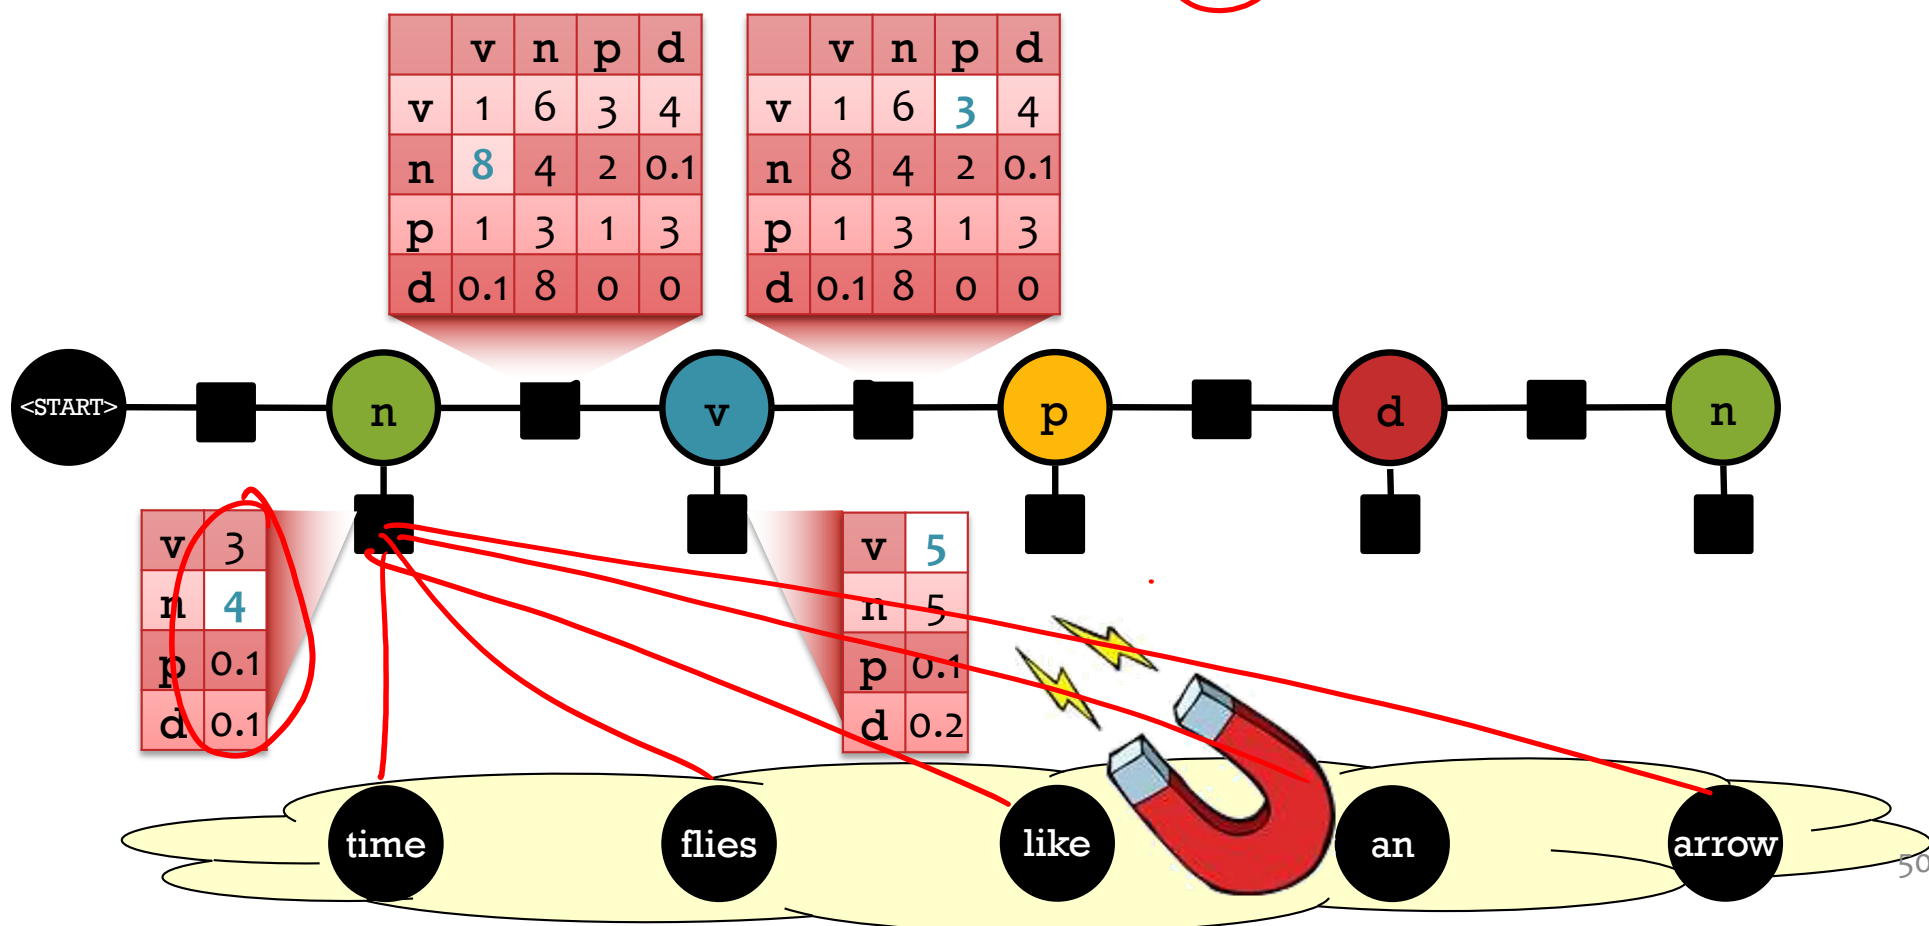 v n p d
v 1 6 3 4
n 8 4 2 0.1
p 1 3 1 3
d 0.1 8 0 0
v n p d
v 1 6 3 4
n 8 4 2 0.1
p 1 3 1 3
d 0.1 8 0 0
<START> n v p d n
v 3
n 4
p 0.1
d 0.1
v 5
n 5
p 0.1
d 0.2
time flies like an arrow
50